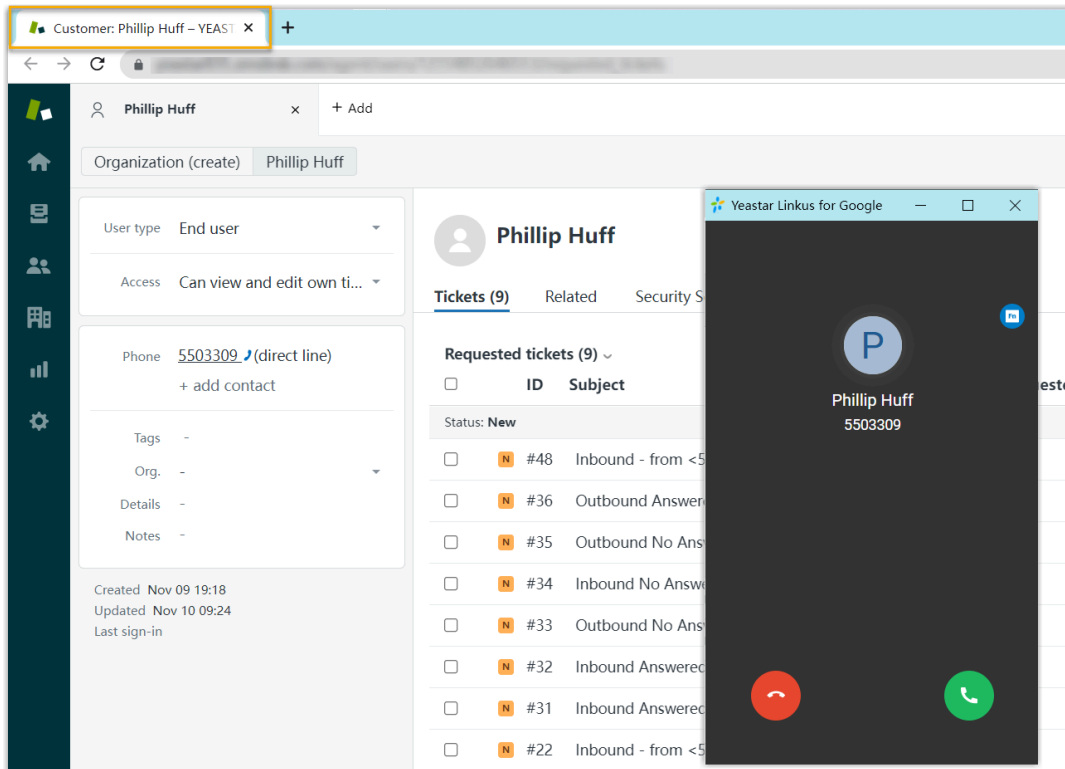 Customer: Phillip Huff – YEAST
Phillip Huff
+ Add
Organization (create) Phillip Huff
User type End user
Access Can view and edit own ti...
Phone 5503309 (direct line)
+ add contact
Tags -
Org. -
Details -
Notes -
Created Nov 09 19:18
Updated Nov 10 09:24
Last sign-in
Phillip Huff
Tickets (9) Related Security S
Requested tickets (9)
ID Subject
Status: New
N #48 Inbound - from <5
N #36 Outbound Answer
N #35 Outbound No Ans
N #34 Inbound No Answe
N #33 Outbound No Ans
N #32 Inbound Answered
N #31 Inbound Answered
N #22 Inbound - from <5
Yeastar Linkus for Google
P
Phillip Huff
5503309